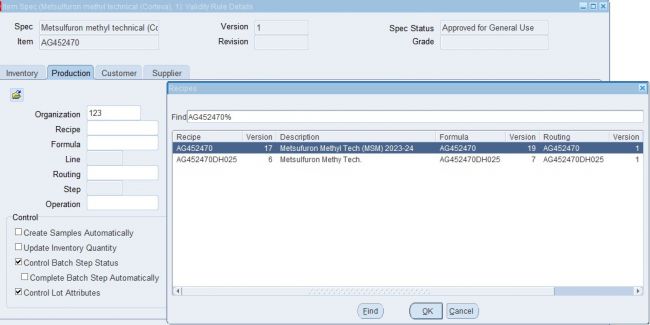 Item Spec (Metsulfuron methyl technical (Corteva), 1) Validity Rule Details
Spec Metsulfuron methyl technical (Co Version 1 Spec Status Approved for General Use
Item AG452470 Revision Grade
Inventory Production Customer Supplier
Recipes
Organization 123
Find AG452470%
Recipe
Formula
Line
Routing
Step
Operation
Recipe Version Description Formula Version Routing Version
AG452470 17 Metsufuron Methyl Tech (MSM) 2023-24 AG452470 19 AG452470 1
AG452470DH025 6 Metsulfuron Methy Tech. AG452470DH025 7 AG452470DH025 1
Control
Create Samples Automatically
Update Inventory Quantity
Control Batch Step Status
Complete Batch Step Automatically
Control Lot Attributes
Find OK Cancel